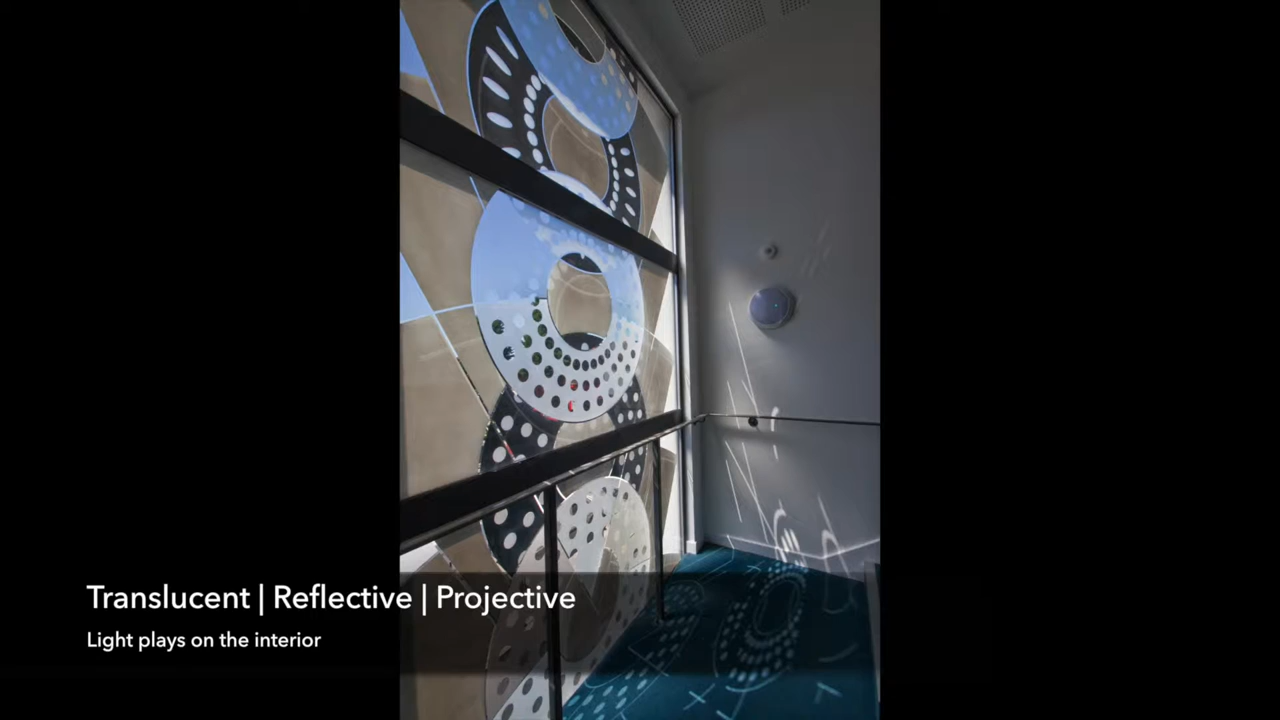 Translucent | Reflective | Projective
Light plays on the interior